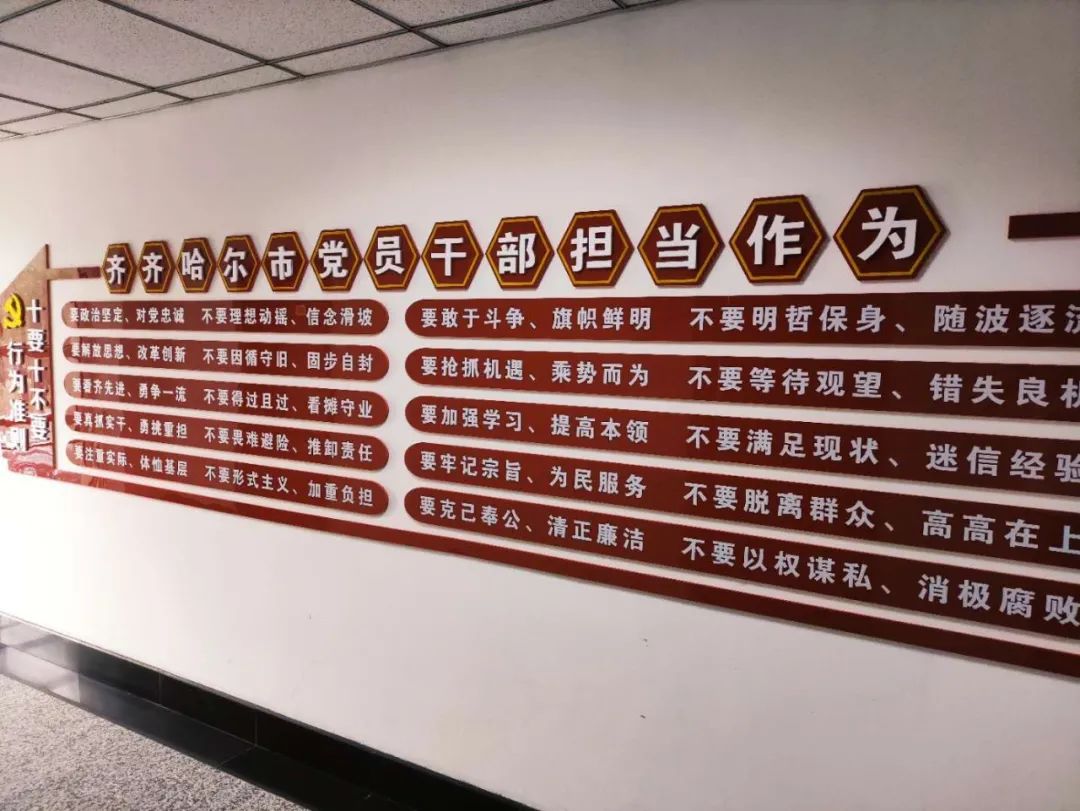 齐齐哈尔市党员干部担当作为
十要十不要
行为准则
要政治坚定、对党忠诚 不要理想动摇、信念滑坡
要解放思想、改革创新 不要因循守旧、固步自封
要看齐先进、勇争一流 不要得过且过、看摊守业
要真抓实干、勇挑重担 不要畏难避险、推卸责任
要注重实际、体恤基层 不要形式主义、加重负担
要敢于斗争、旗帜鲜明 不要明哲保身、随波逐流
要抢抓机遇、乘势而为 不要等待观望、错失良机
要加强学习、提高本领 不要满足现状、迷信经验
要牢记宗旨、为民服务 不要脱离群众、高高在上
要克己奉公、清正廉洁 不要以权谋私、消极腐败